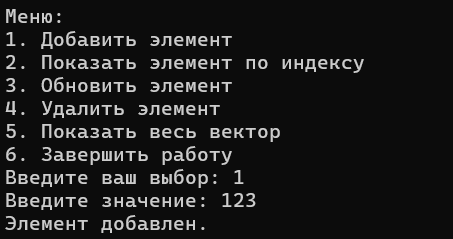 Меню:
1. Добавить элемент
2. Показать элемент по индексу
3. Обновить элемент
4. Удалить элемент
5. Показать весь вектор
6. Завершить работу
Введите ваш выбор: 1
Введите значение: 123
Элемент добавлен.